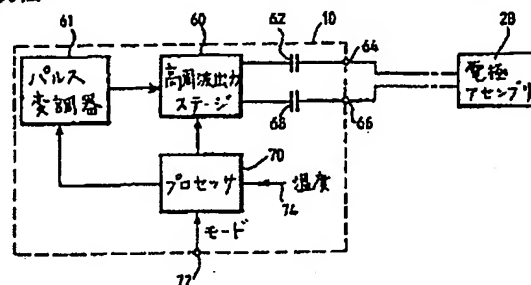 61
60
62
10
64
28
パルス
変調器
高周波出力
ステージ
電極
アセンブリ
68
66
70
プロセッサ
温度
74
モード
72